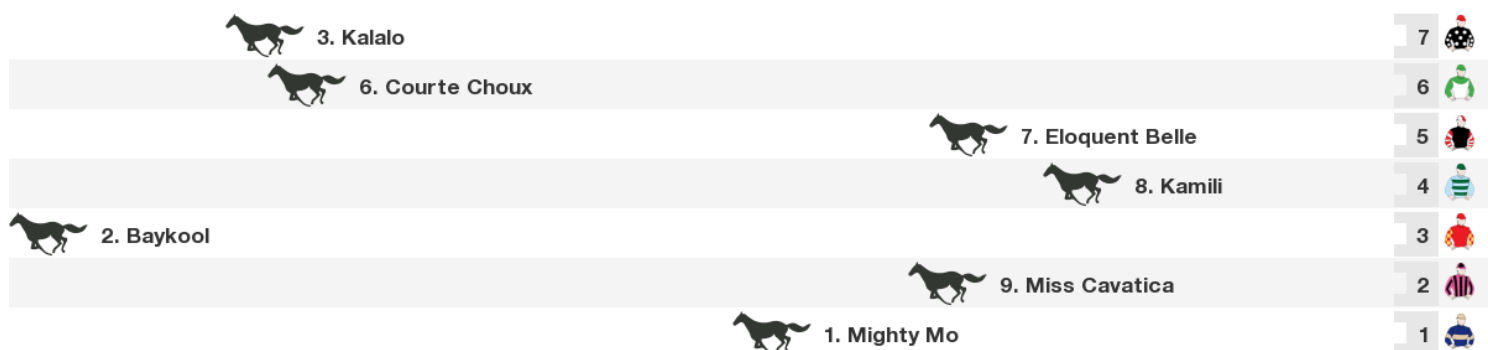 3. Kalalo 7
6. Courte Choux 6
7. Eloquent Belle 5
8. Kamili 4
2. Baykool 3
9. Miss Cavatica 2
1. Mighty Mo 1